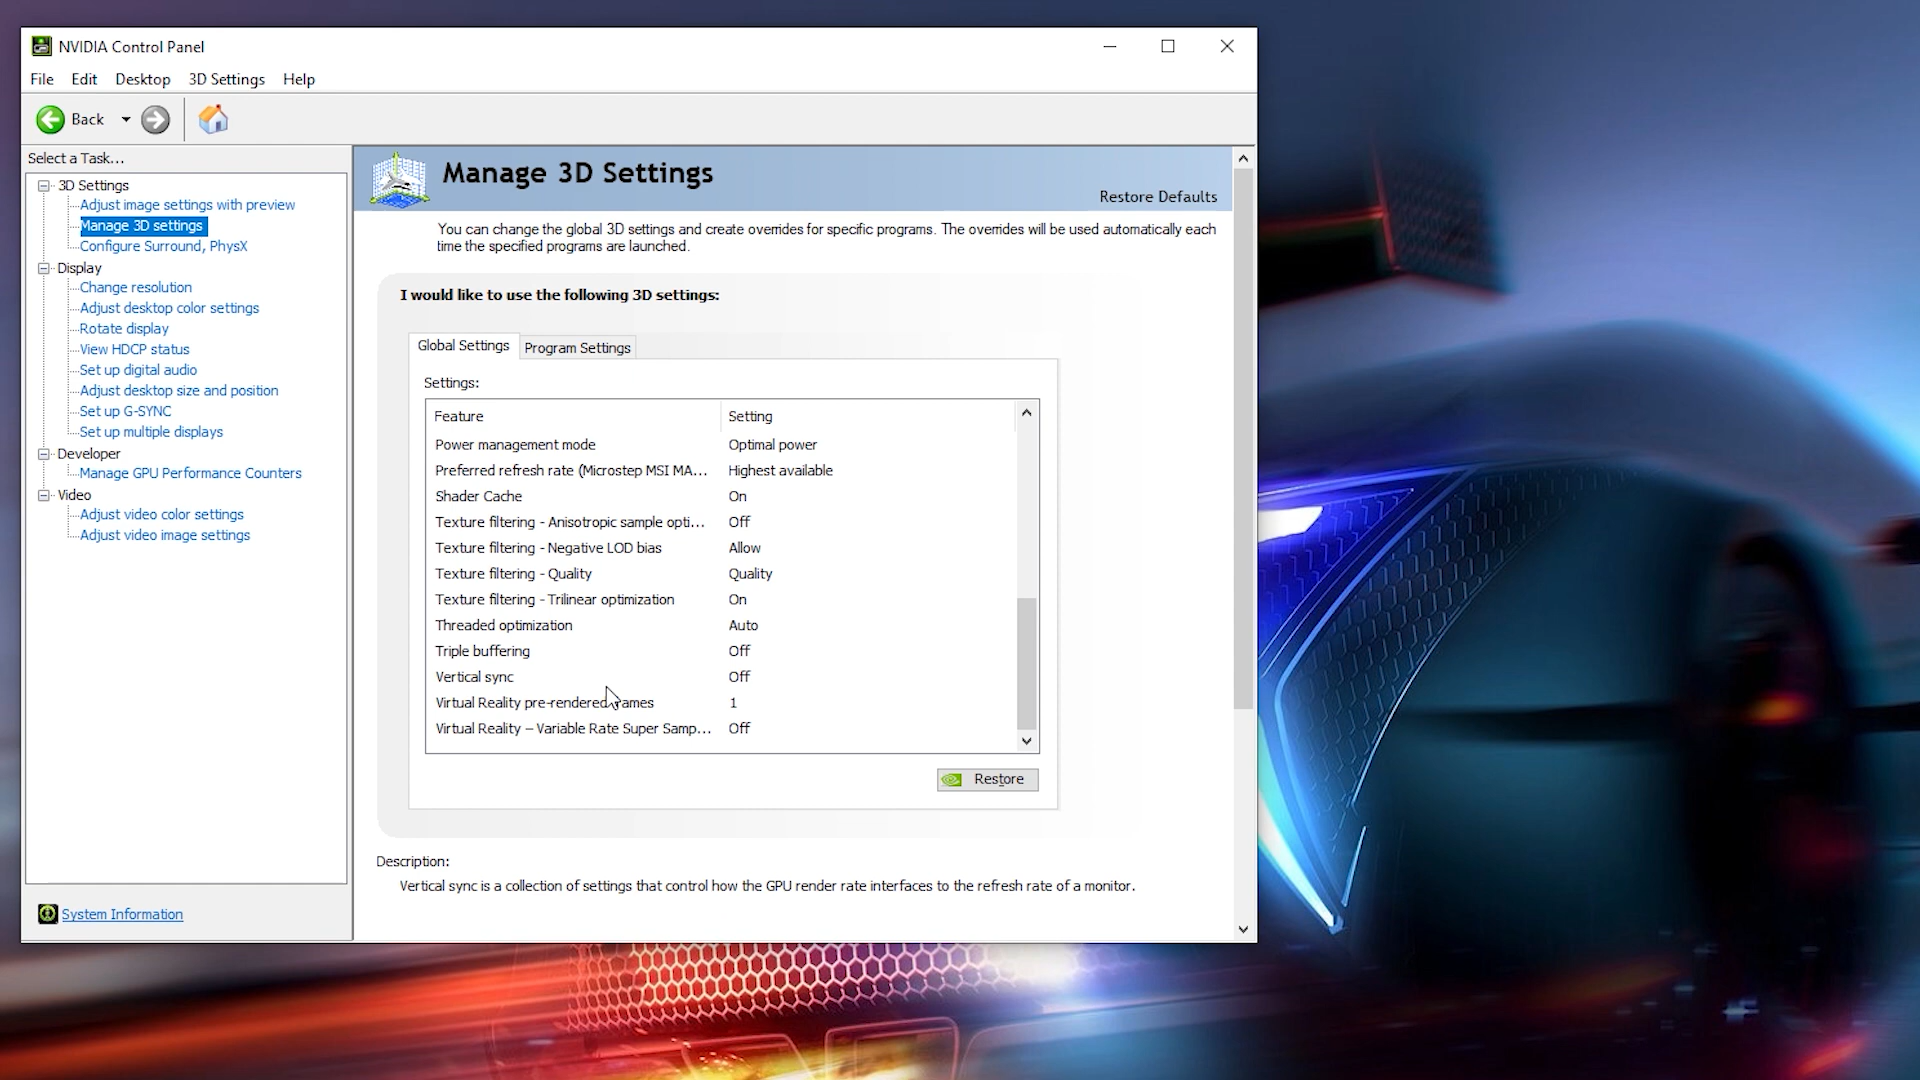 NVIDIA Control Panel
File Edit Desktop 3D Settings Help
Back
Select a Task...
3D Settings
Adjust image settings with preview
Manage 3D settings
Configure Surround, PhysX
Display
Change resolution
Adjust desktop color settings
Rotate display
View HDCP status
Set up digital audio
Adjust desktop size and position
Set up G-SYNC
Set up multiple displays
Developer
Manage GPU Performance Counters
Video
Adjust video color settings
Adjust video image settings
System Information
Manage 3D Settings
Restore Defaults
You can change the global 3D settings and create overrides for specific programs. The overrides will be used automatically each
time the specified programs are launched.
I would like to use the following 3D settings:
Global Settings Program Settings
Settings:
Feature Setting
Power management mode Optimal power
Preferred refresh rate (Microstep MSI MA... Highest available
Shader Cache On
Texture filtering - Anisotropic sample opti... Off
Texture filtering - Negative LOD bias Allow
Texture filtering - Quality Quality
Texture filtering - Trilinear optimization On
Threaded optimization Auto
Triple buffering Off
Vertical sync Off
Virtual Reality pre-rendered frames 1
Virtual Reality – Variable Rate Super Samp... Off
Restore
Description:
Vertical sync is a collection of settings that control how the GPU render rate interfaces to the refresh rate of a monitor.